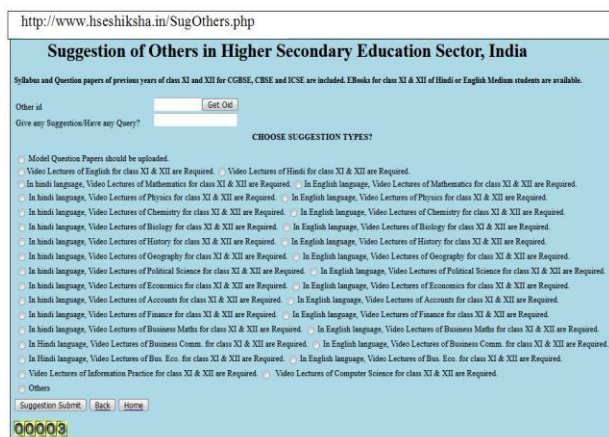 http://www.hseshiksha.in/SugOthers.php
Suggestion of Others in Higher Secondary Education Sector, India
Syllabus and Question papers of previous years of class XI and XII for CGBSE, CBSE and ICSE are included. EBooks for class XI & XII of Hindi or English Medium students are available.
Other id Get Oid
Give any Suggestion/Have any Query?
CHOOSE SUGGESTION TYPES?
Model Question Papers should be uploaded.
Video Lectures of English for class XI & XII are Required. Video Lectures of Hindi for class XI & XII are Required.
In hindi language, Video Lectures of Mathematics for class XI & XII are Required. In English language, Video Lectures of Mathematics for class XI & XII are Required.
In hindi language, Video Lectures of Physics for class XI & XII are Required. In English language, Video Lectures of Physics for class XI & XII are Required.
In hindi language, Video Lectures of Chemistry for class XI & XII are Required. In English language, Video Lectures of Chemistry for class XI & XII are Required.
In hindi language, Video Lectures of Biology for class XI & XII are Required. In English language, Video Lectures of Biology for class XI & XII are Required.
In hindi language, Video Lectures of History for class XI & XII are Required. In English language, Video Lectures of History for class XI & XII are Required.
In hindi language, Video Lectures of Geography for class XI & XII are Required. In English language, Video Lectures of Geography for class XI & XII are Required.
In hindi language, Video Lectures of Political Science for class XI & XII are Required. In English language, Video Lectures of Political Science for class XI & XII are Required.
In hindi language, Video Lectures of Economics for class XI & XII are Required. In English language, Video Lectures of Economics for class XI & XII are Required.
In hindi language, Video Lectures of Accounts for class XI & XII are Required. In English language, Video Lectures of Accounts for class XI & XII are Required.
In hindi language, Video Lectures of Finance for class XI & XII are Required. In English language, Video Lectures of Finance for class XI & XII are Required.
In hindi language, Video Lectures of Business Maths for class XI & XII are Required. In English language, Video Lectures of Business Maths for class XI & XII are Required.
In Hindi language, Video Lectures of Business Comm. for class XI & XII are Required. In English language, Video Lectures of Business Comm. for class XI & XII are Required.
In Hindi language, Video Lectures of Bus. Eco. for class XI & XII are Required. In English language, Video Lectures of Bus. Eco. for class XI & XII are Required.
Video Lectures of Information Practice for class XI & XII are Required. Video Lectures of Computer Science for class XI & XII are Required.
Others
Suggestion Submit Back Home
00003